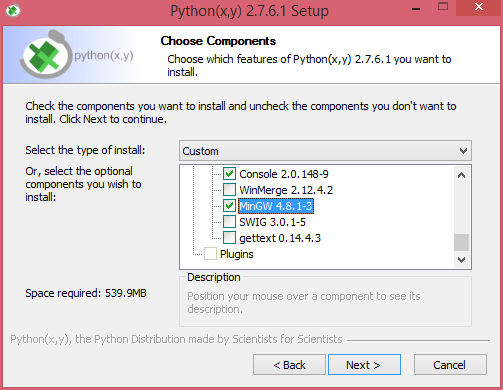 Python(x,y) 2.7.6.1 Setup
python(x,y)
Choose Components
Choose which features of Python(x,y) 2.7.6.1 you want to
install.
Check the components you want to install and uncheck the components you don't want to
install. Click Next to continue.
Select the type of install:
Custom
Or, select the optional
components you wish to
install:
Console 2.0.148-9
WinMerge 2.12.4.2
MinGW 4.8.1-3
SWIG 3.0.1-5
gettext 0.14.4.3
Plugins
Space required: 539.9MB
Description
Position your mouse over a component to see its
description.
Python(x,y), the Python Distribution made by Scientists for Scientists
< Back
Next >
Cancel